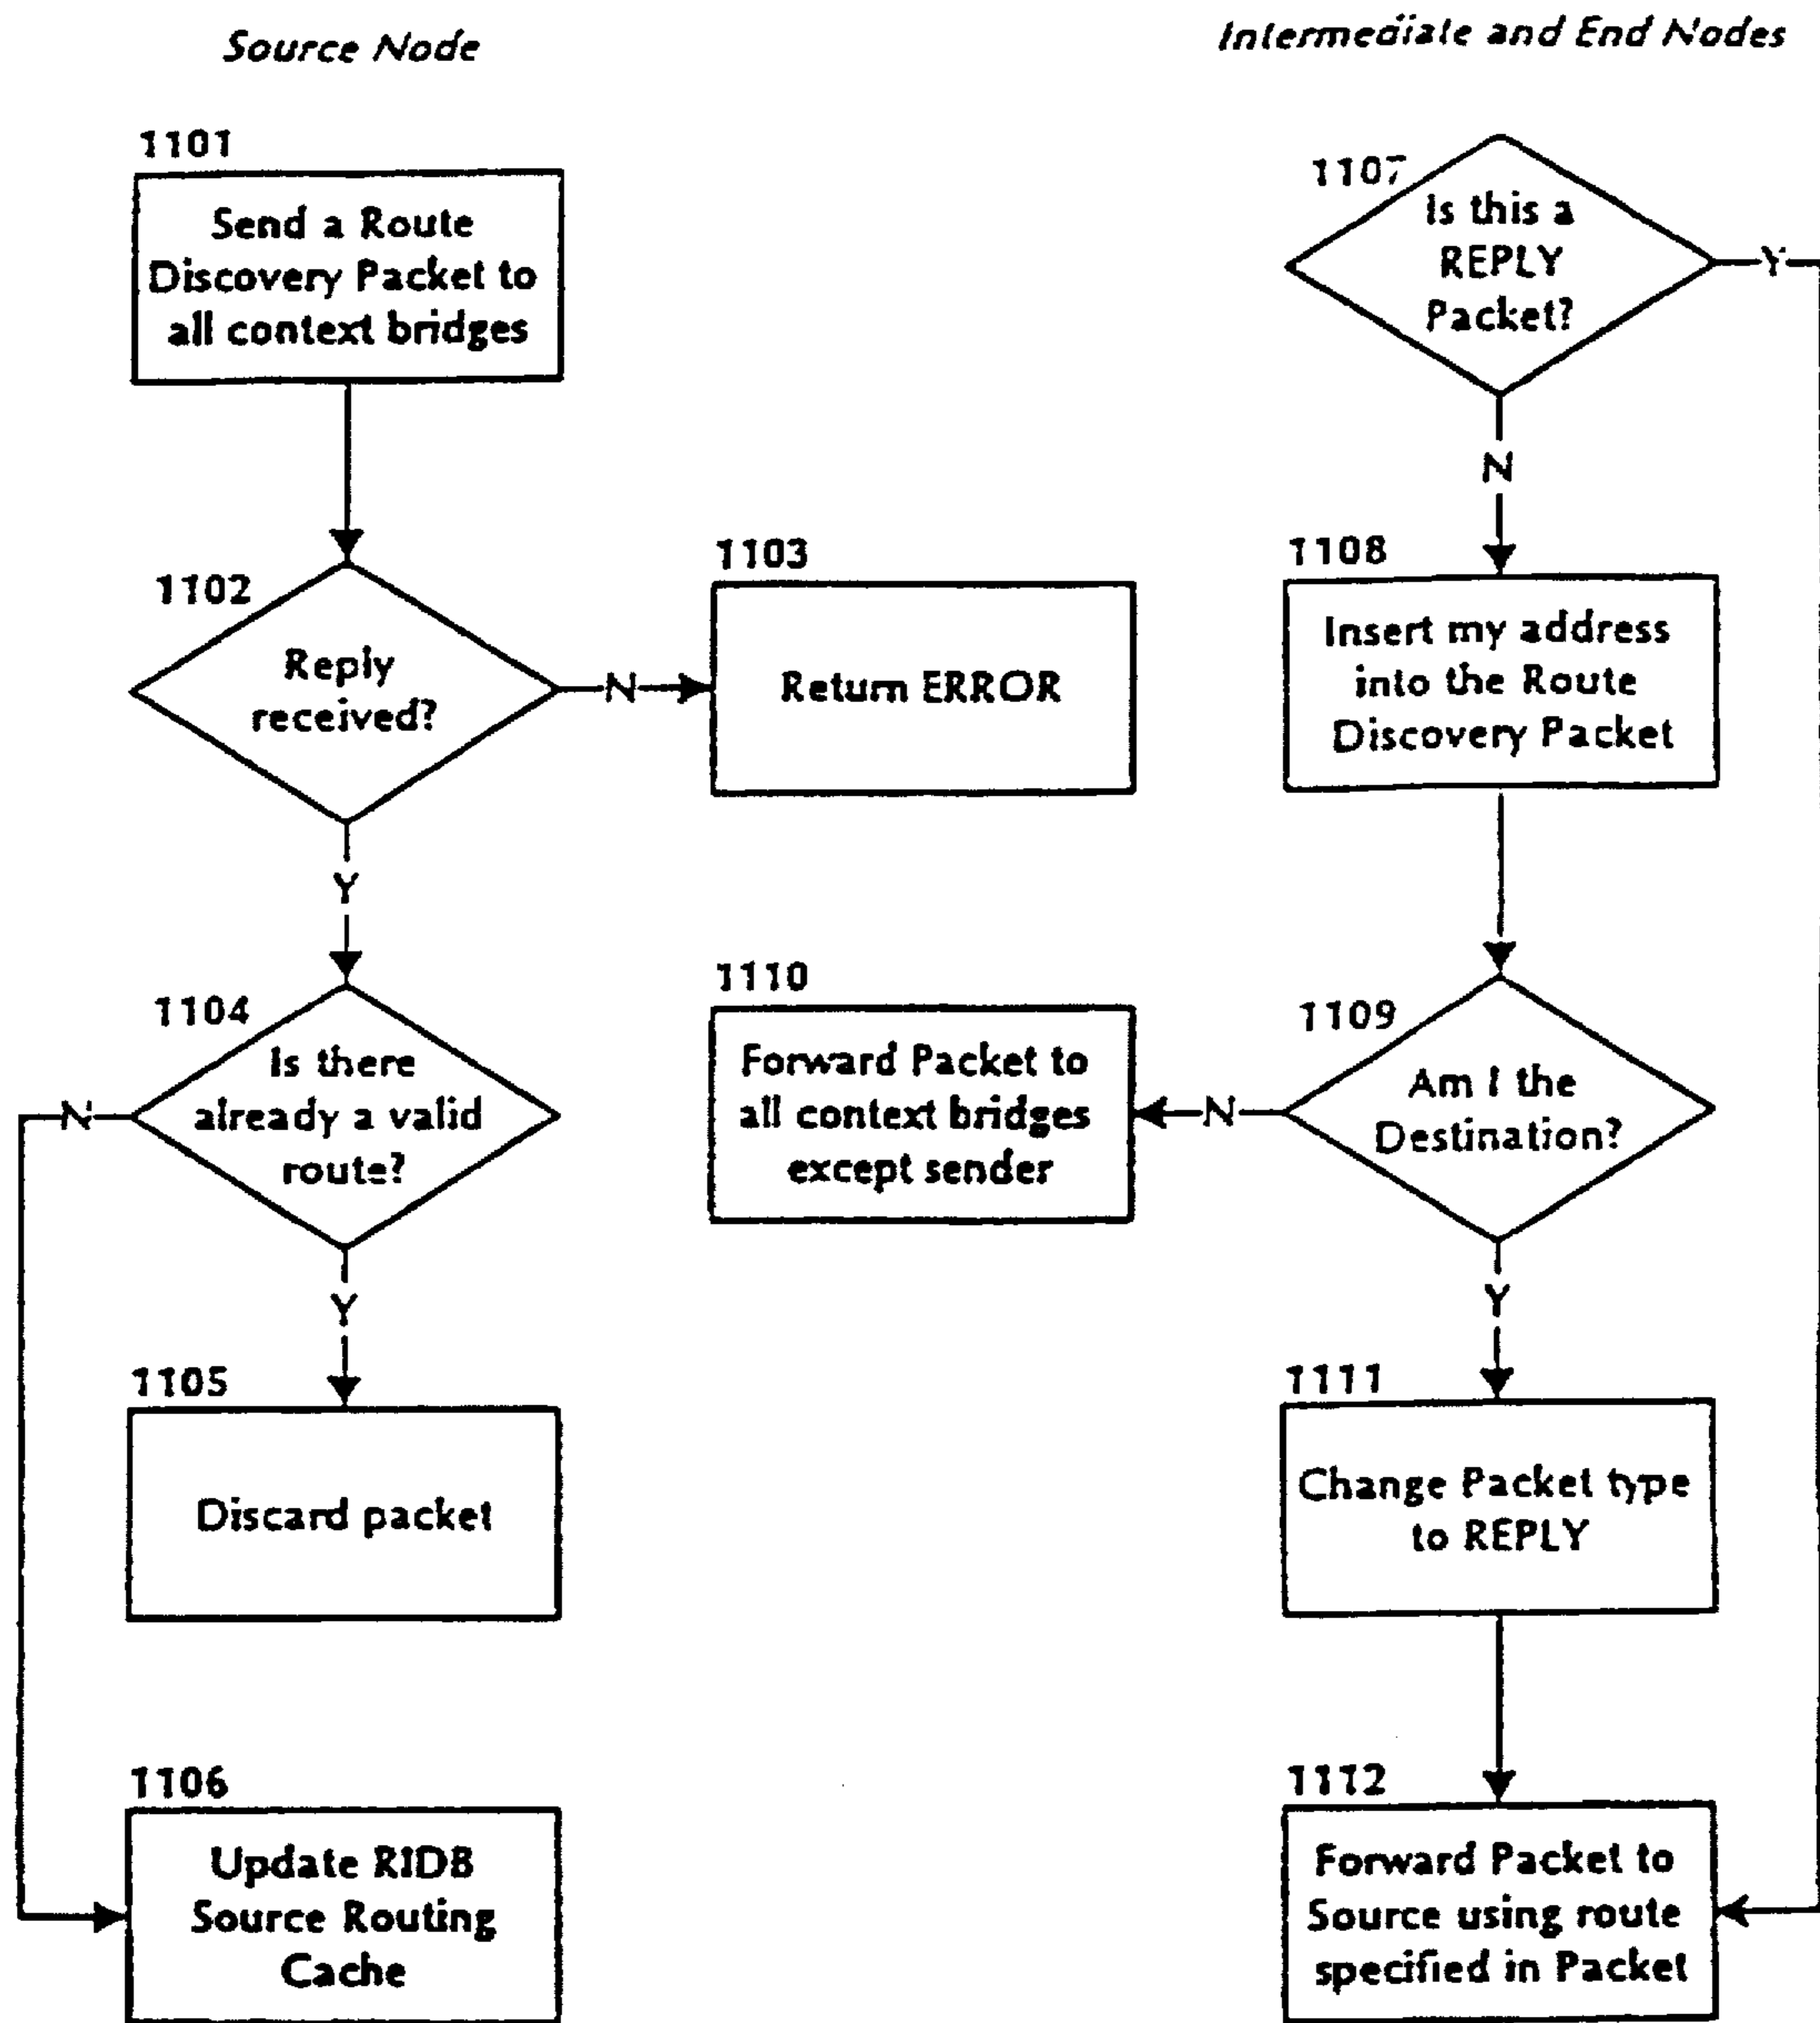 Source Node
1101
Send a Route
Discovery Packet to
all context bridges
1102
Reply
received?
N
1103
Return ERROR
Y
1104
Is there
already a valid
route?
N
Y
1105
Discard packet
1106
Update RIDB
Source Routing
Cache
Intermediate and End Nodes
1107
Is this a
REPLY
Packet?
Y
N
1108
Insert my address
into the Route
Discovery Packet
1109
Am I the
Destination?
N
1110
Forward Packet to
all context bridges
except sender
Y
1111
Change Packet type
to REPLY
1112
Forward Packet to
Source using route
specified in Packet